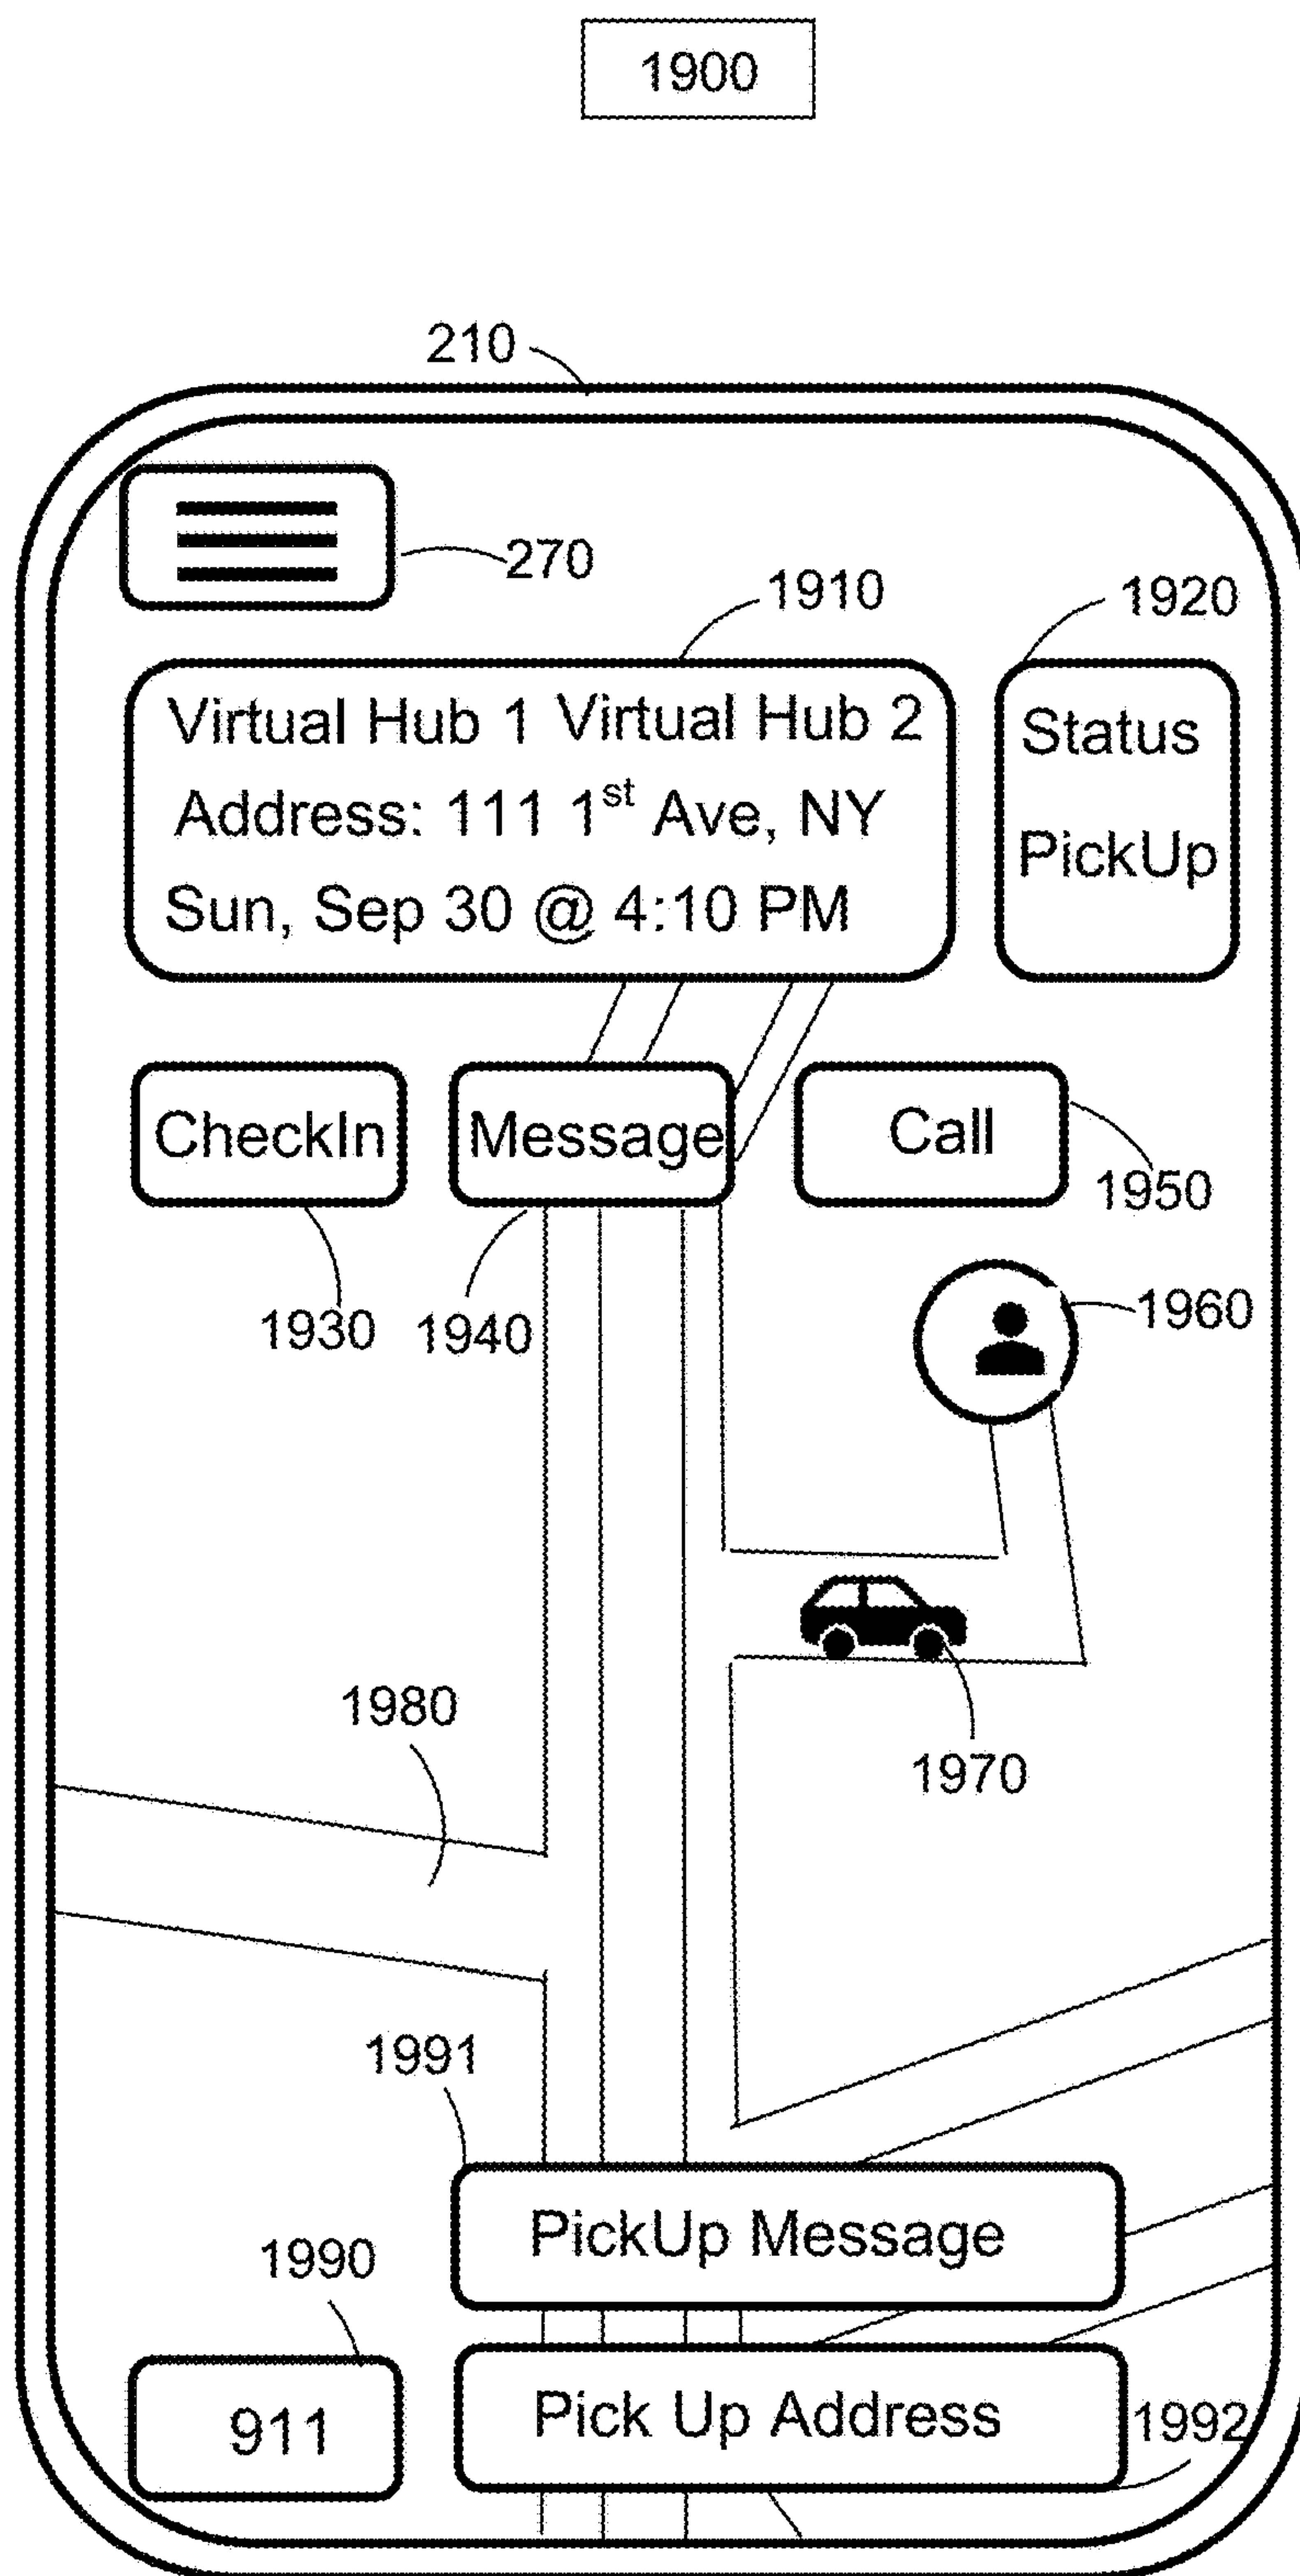 1900
210
270
1910
1920
Virtual Hub 1 Virtual Hub 2
Address: 111 1st Ave, NY
Sun, Sep 30 @ 4:10 PM
Status
PickUp
CheckIn
Message
Call
1950
1930
1940
1960
1970
1980
1991
PickUp Message
1990
911
Pick Up Address
1992